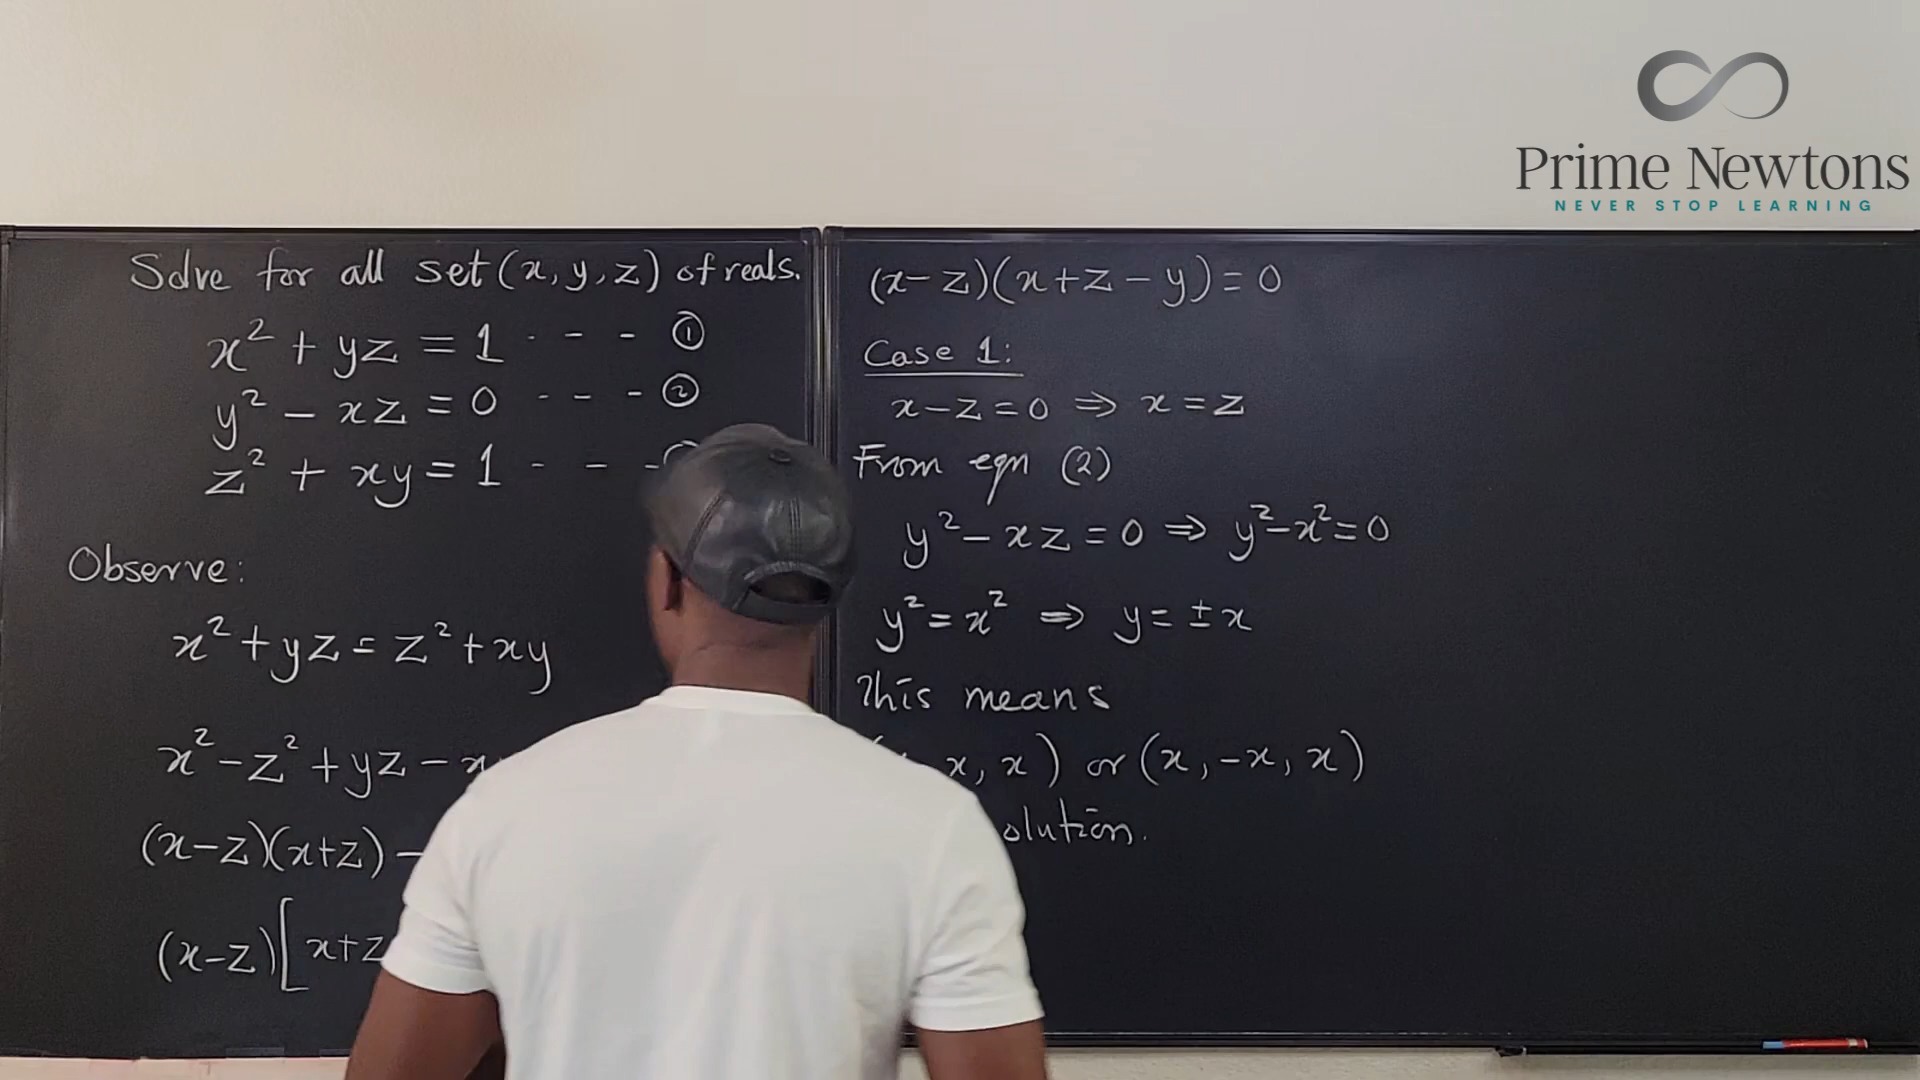 Prime Newtons
NEVER STOP LEARNING
Solve for all set (x, y, z) of reals.
x² + yz = 1 - - - ①
y² - xz = 0 - - - ②
z² + xy = 1 - - -
Observe:
x² + yz = z² + xy
x² - z² + yz - x
(x-z)(x+z) -
(x-z)[x+z
(x-z)(x+z-y) = 0
Case 1:
x-z=0 ⇒ x=z
From eqn (2)
y² - xz = 0 ⇒ y²-x²=0
y² = x² ⇒ y = ± x
This means
x, x) or (x, -x, x)
olution.